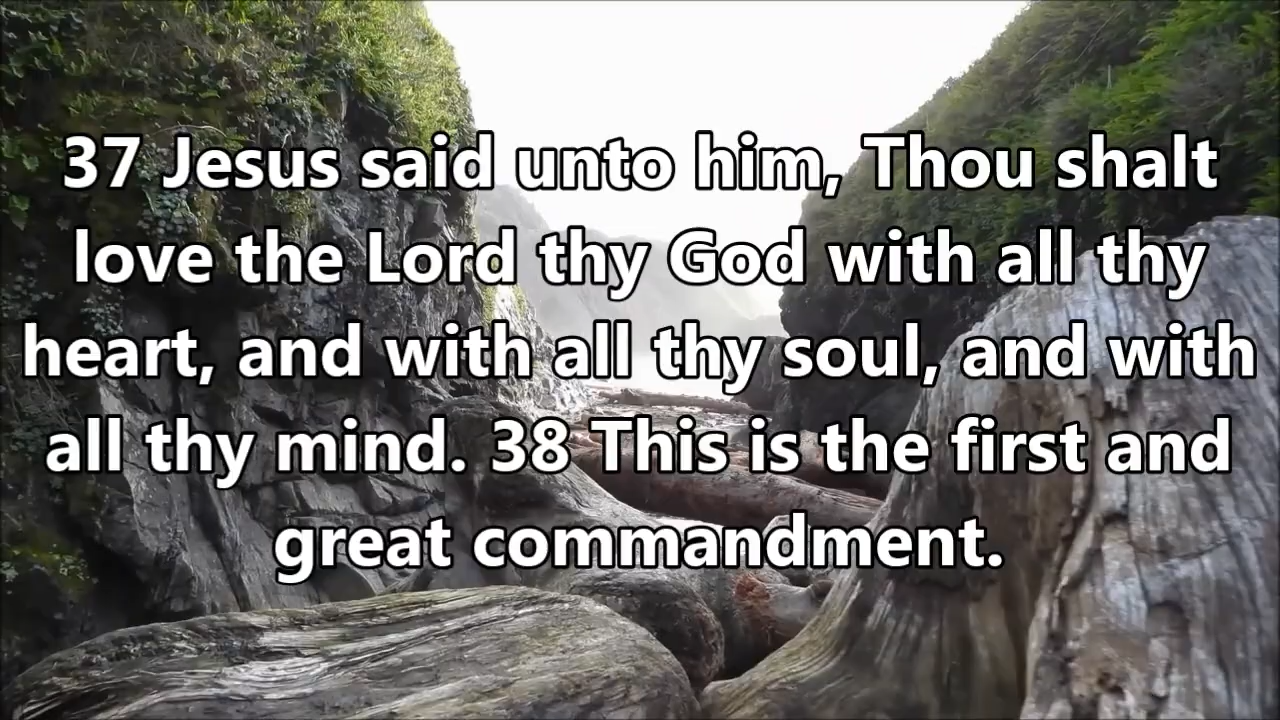 37 Jesus said unto him, Thou shalt
love the Lord thy God with all thy
heart, and with all thy soul, and with
all thy mind. 38 This is the first and
great commandment.